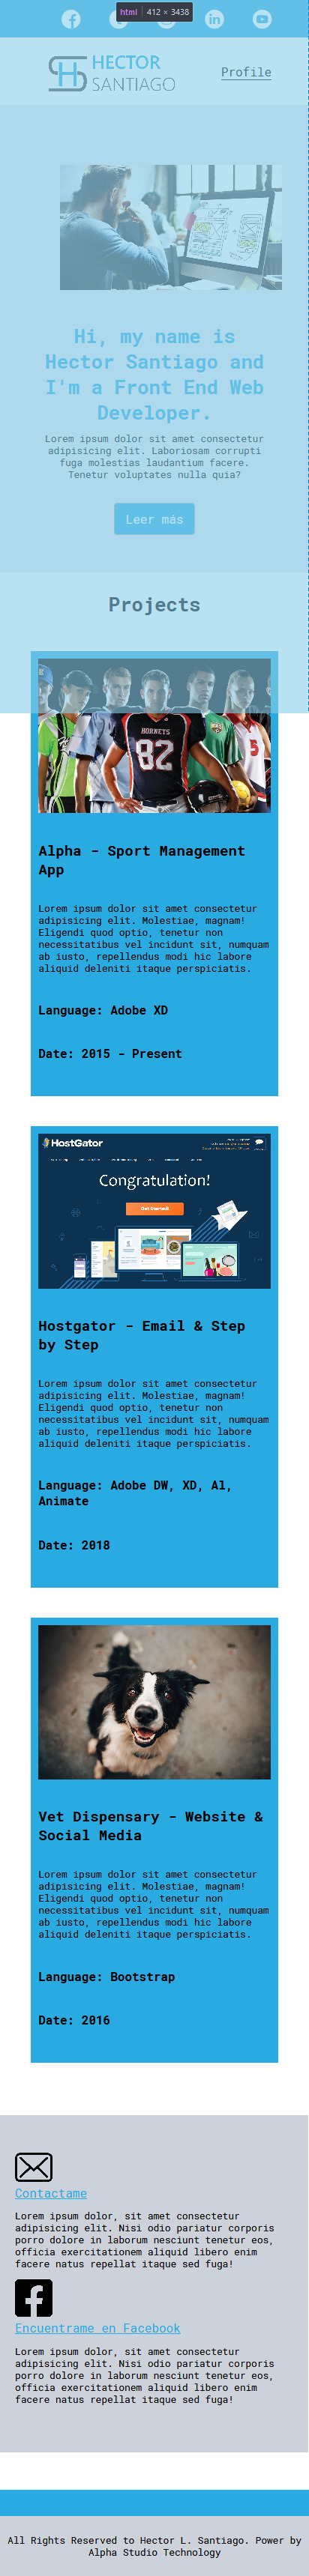 html 412 × 3438
HECTOR
SANTIAGO
Profile
Hi, my name is
Hector Santiago and
I'm a Front End Web
Developer.
Lorem ipsum dolor sit amet consectetur
adipisicing elit. Laboriosam corrupti
fuga molestias laudantium facere.
Tenetur voluptates nulla quia?
Leer más
Projects
HORNETS
82
Alpha - Sport Management
App
Lorem ipsum dolor sit amet consectetur
adipisicing elit. Molestiae, magnam!
Eligendi quod optio, tenetur non
necessitatibus vel incidunt sit, numquam
ab iusto, repellendus modi hic labore
aliquid deleniti itaque perspiciatis.
Language: Adobe XD
Date: 2015 - Present
HostGator
Congratulation!
Get Started!
Hostgator - Email & Step
by Step
Lorem ipsum dolor sit amet consectetur
adipisicing elit. Molestiae, magnam!
Eligendi quod optio, tenetur non
necessitatibus vel incidunt sit, numquam
ab iusto, repellendus modi hic labore
aliquid deleniti itaque perspiciatis.
Language: Adobe DW, XD, Al,
Animate
Date: 2018
Vet Dispensary - Website &
Social Media
Lorem ipsum dolor sit amet consectetur
adipisicing elit. Molestiae, magnam!
Eligendi quod optio, tenetur non
necessitatibus vel incidunt sit, numquam
ab iusto, repellendus modi hic labore
aliquid deleniti itaque perspiciatis.
Language: Bootstrap
Date: 2016
Contactame
Lorem ipsum dolor, sit amet consectetur
adipisicing elit. Nisi odio pariatur corporis
porro dolore in laborum nesciunt tenetur eos,
officia exercitationem aliquid libero enim
facere natus repellat itaque sed fuga!
Encuentrame en Facebook
Lorem ipsum dolor, sit amet consectetur
adipisicing elit. Nisi odio pariatur corporis
porro dolore in laborum nesciunt tenetur eos,
officia exercitationem aliquid libero enim
facere natus repellat itaque sed fuga!
All Rights Reserved to Hector L. Santiago. Power by
Alpha Studio Technology